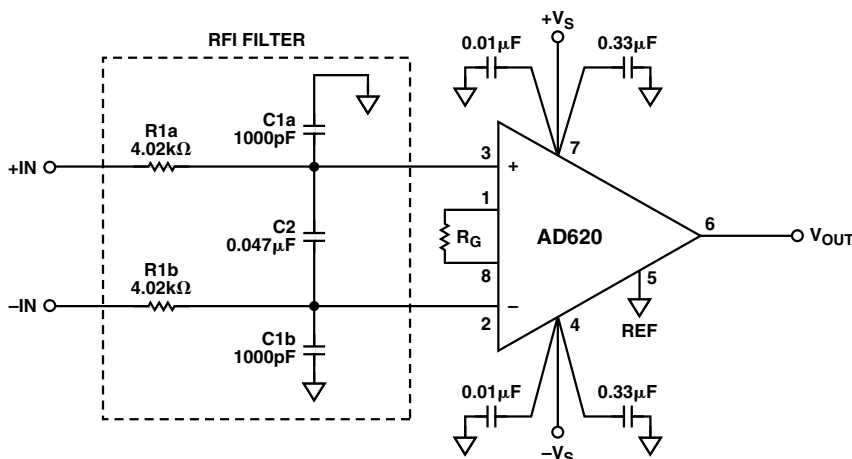 RFI FILTER
+VS
0.01µF
0.33µF
C1a
1000pF
R1a
4.02kΩ
+IN
3
+
7
1
C2
0.047µF
RG
AD620
6
VOUT
8
5
R1b
4.02kΩ
–IN
–
2
4
REF
C1b
1000pF
0.01µF
0.33µF
–VS